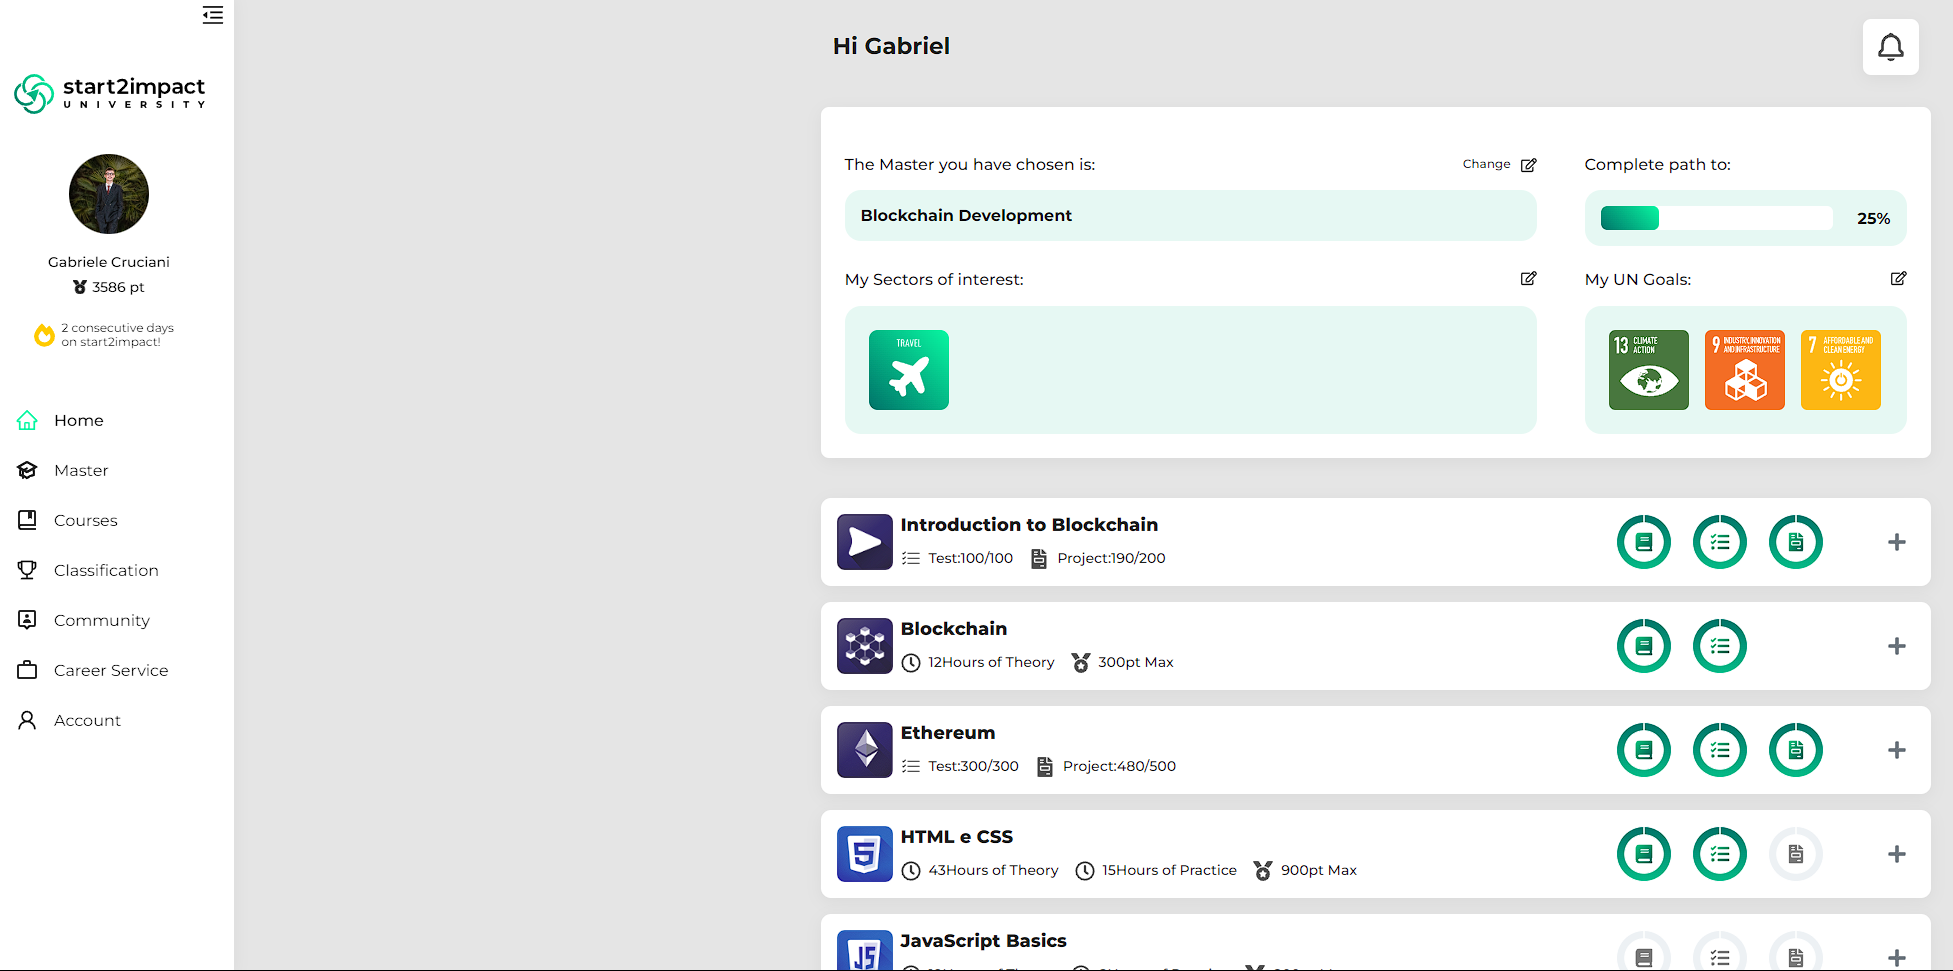 start2impact
UNIVERSITY
Gabriele Cruciani
3586 pt
2 consecutive days
on start2impact!
Home
Master
Courses
Classification
Community
Career Service
Account
Hi Gabriel
The Master you have chosen is:
Change
Blockchain Development
Complete path to:
25%
My Sectors of interest:
TRAVEL
My UN Goals:
13 CLIMATE
ACTION
9 INDUSTRY, INNOVATION
AND INFRASTRUCTURE
7 AFFORDABLE AND
CLEAN ENERGY
Introduction to Blockchain
Test:100/100 Project:190/200
Blockchain
12Hours of Theory 300pt Max
Ethereum
Test:300/300 Project:480/500
HTML e CSS
5
43Hours of Theory 15Hours of Practice 900pt Max
JavaScript Basics
JS